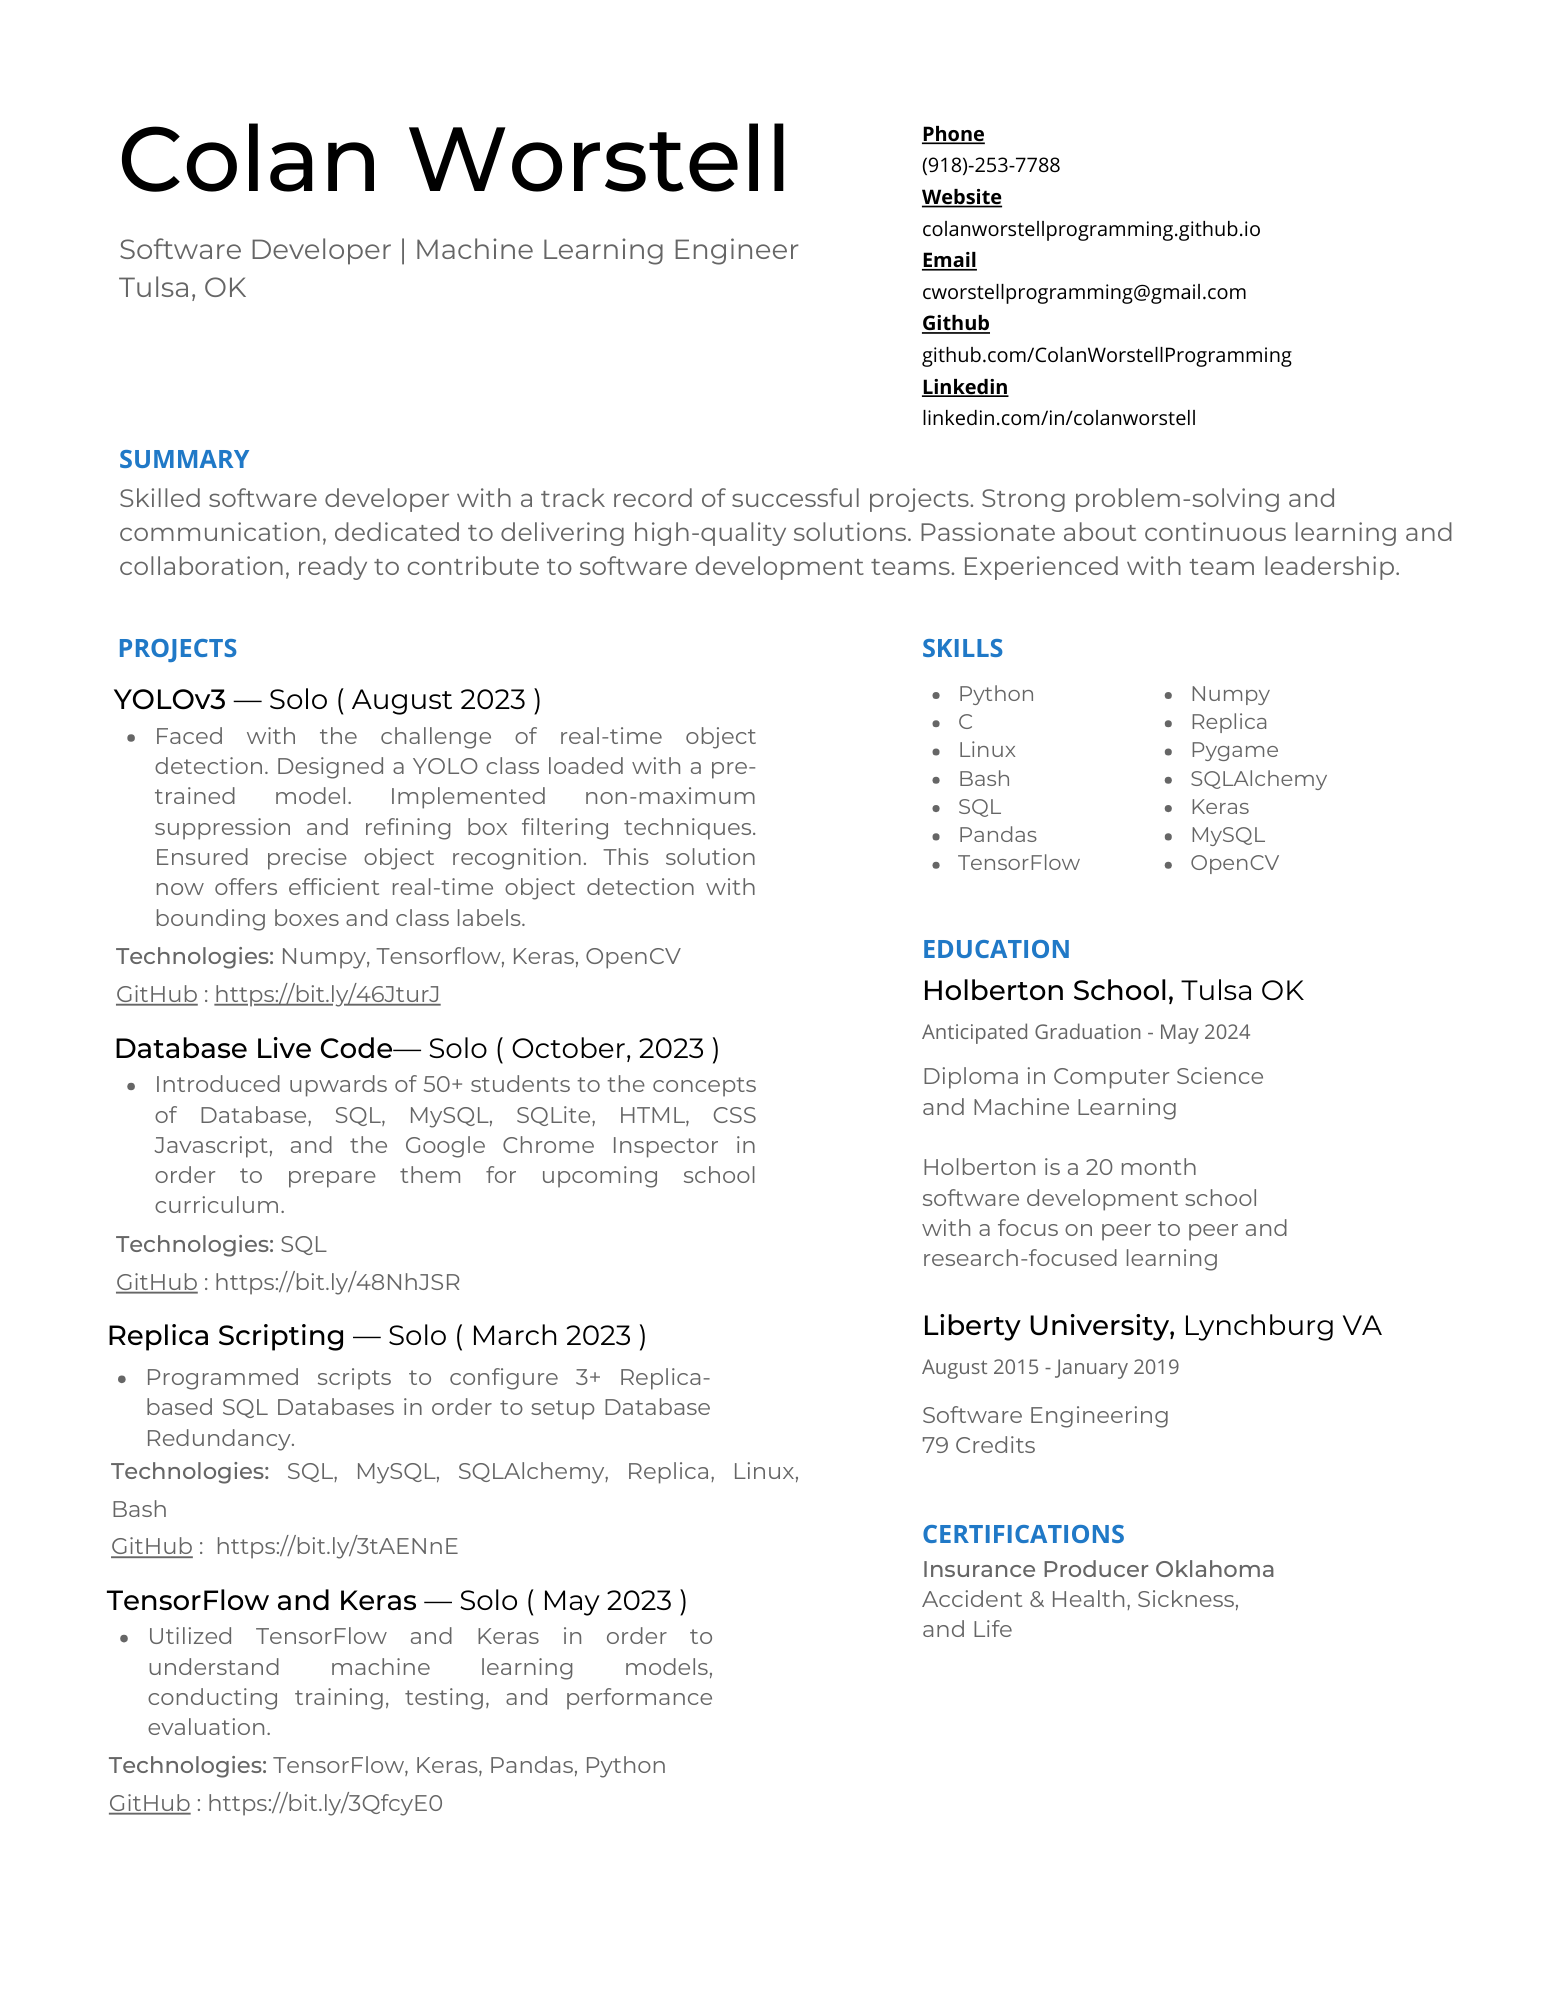 Colan Worstell
Software Developer | Machine Learning Engineer
Tulsa, OK
Phone
(918)-253-7788
Website
colanworstellprogramming.github.io
Email
cworstellprogramming@gmail.com
Github
github.com/ColanWorstellProgramming
Linkedin
linkedin.com/in/colanworstell
SUMMARY
Skilled software developer with a track record of successful projects. Strong problem-solving and
communication, dedicated to delivering high-quality solutions. Passionate about continuous learning and
collaboration, ready to contribute to software development teams. Experienced with team leadership.
PROJECTS
YOLOv3 — Solo ( August 2023 )
• Faced with the challenge of real-time object
detection. Designed a YOLO class loaded with a pre-
trained model. Implemented non-maximum
suppression and refining box filtering techniques.
Ensured precise object recognition. This solution
now offers efficient real-time object detection with
bounding boxes and class labels.
Technologies: Numpy, Tensorflow, Keras, OpenCV
GitHub : https://bit.ly/46JturJ
Database Live Code— Solo ( October, 2023 )
• Introduced upwards of 50+ students to the concepts
of Database, SQL, MySQL, SQLite, HTML, CSS
Javascript, and the Google Chrome Inspector in
order to prepare them for upcoming school
curriculum.
Technologies: SQL
GitHub : https://bit.ly/48NhJSR
Replica Scripting — Solo ( March 2023 )
• Programmed scripts to configure 3+ Replica-
based SQL Databases in order to setup Database
Redundancy.
Technologies: SQL, MySQL, SQLAlchemy, Replica, Linux,
Bash
GitHub : https://bit.ly/3tAENnE
TensorFlow and Keras — Solo ( May 2023 )
• Utilized TensorFlow and Keras in order to
understand machine learning models,
conducting training, testing, and performance
evaluation.
Technologies: TensorFlow, Keras, Pandas, Python
GitHub : https://bit.ly/3QfcyE0
SKILLS
• Python
• C
• Linux
• Bash
• SQL
• Pandas
• TensorFlow
• Numpy
• Replica
• Pygame
• SQLAlchemy
• Keras
• MySQL
• OpenCV
EDUCATION
Holberton School, Tulsa OK
Anticipated Graduation - May 2024
Diploma in Computer Science
and Machine Learning
Holberton is a 20 month
software development school
with a focus on peer to peer and
research-focused learning
Liberty University, Lynchburg VA
August 2015 - January 2019
Software Engineering
79 Credits
CERTIFICATIONS
Insurance Producer Oklahoma
Accident & Health, Sickness,
and Life